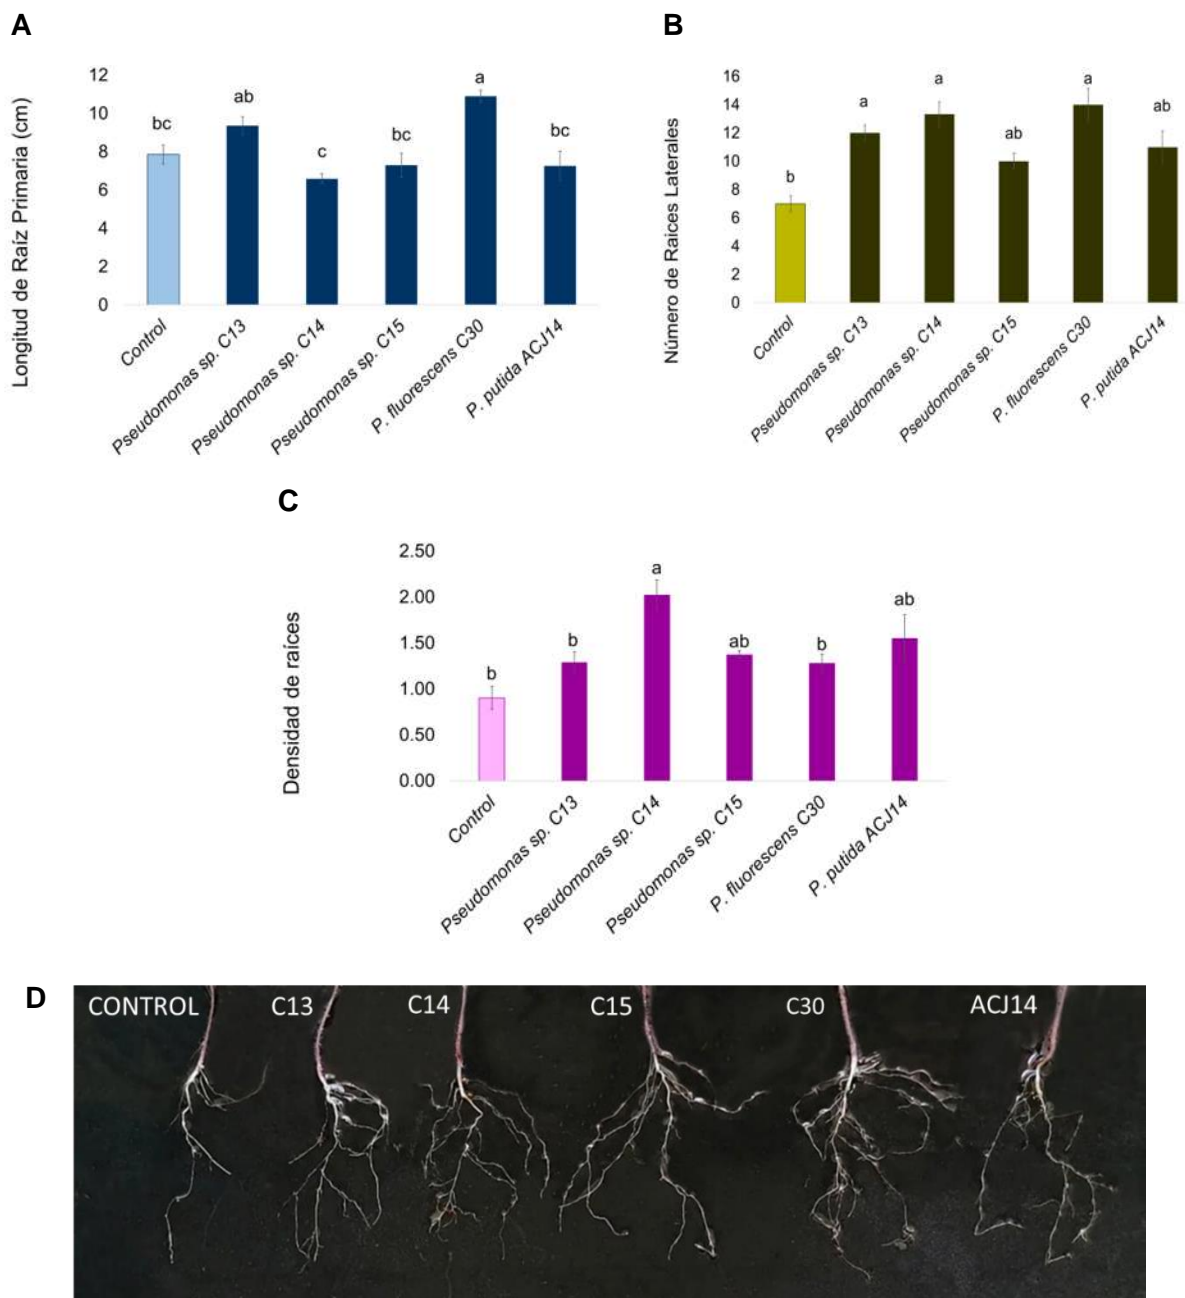 A
Longitud de Raíz Primaria (cm)
12
10
8
6
4
2
0
bc
ab
c
bc
a
bc
Control
Pseudomonas sp. C13
Pseudomonas sp. C14
Pseudomonas sp. C15
P. fluorescens C30
P. putida ACJ14
B
Número de Raices Laterales
16
14
12
10
8
6
4
2
0
b
a
a
ab
a
ab
Control
Pseudomonas sp. C13
Pseudomonas sp. C14
Pseudomonas sp. C15
P. fluorescens C30
P. putida ACJ14
C
Densidad de raíces
2.50
2.00
1.50
1.00
0.50
0.00
b
b
a
ab
b
ab
Control
Pseudomonas sp. C13
Pseudomonas sp. C14
Pseudomonas sp. C15
P. fluorescens C30
P. putida ACJ14
D
CONTROL C13 C14 C15 C30 ACJ14